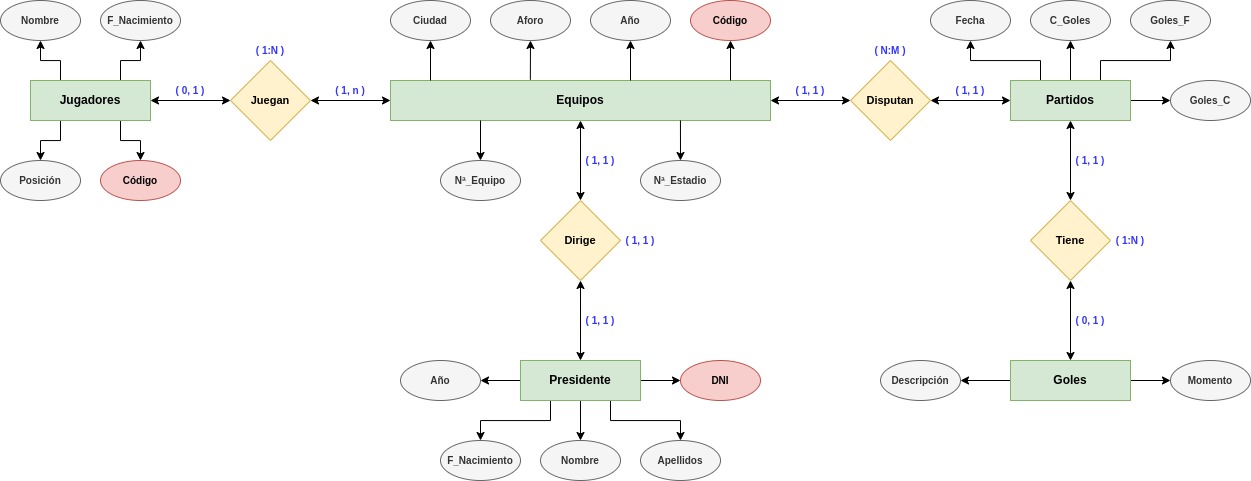 Nombre
F_Nacimiento
Ciudad
Aforo
Año
Código
Fecha
C_Goles
Goles_F
( 1:N )
( N:M )
Jugadores
( 0, 1 )
Juegan
( 1, n )
Equipos
( 1, 1 )
Disputan
( 1, 1 )
Partidos
Goles_C
Posición
Código
Nª_Equipo
( 1, 1 )
Nª_Estadio
( 1, 1 )
Dirige
( 1, 1 )
Tiene
( 1:N )
( 1, 1 )
( 0, 1 )
Año
Presidente
DNI
Descripción
Goles
Momento
F_Nacimiento
Nombre
Apellidos